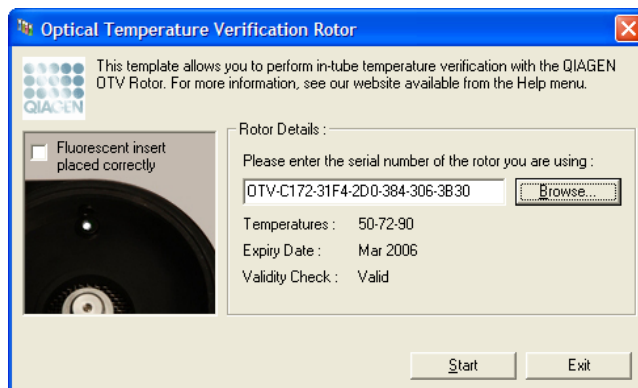 Optical Temperature Verification Rotor
This template allows you to perform in-tube temperature verification with the QIAGEN
OTV Rotor. For more information, see our website available from the Help menu.
QIAGEN
Fluorescent insert
placed correctly
Rotor Details :
Please enter the serial number of the rotor you are using :
OTV-C172-31F4-2D0-384-306-3B30
Browse...
Temperatures : 50-72-90
Expiry Date : Mar 2006
Validity Check : Valid
Start Exit